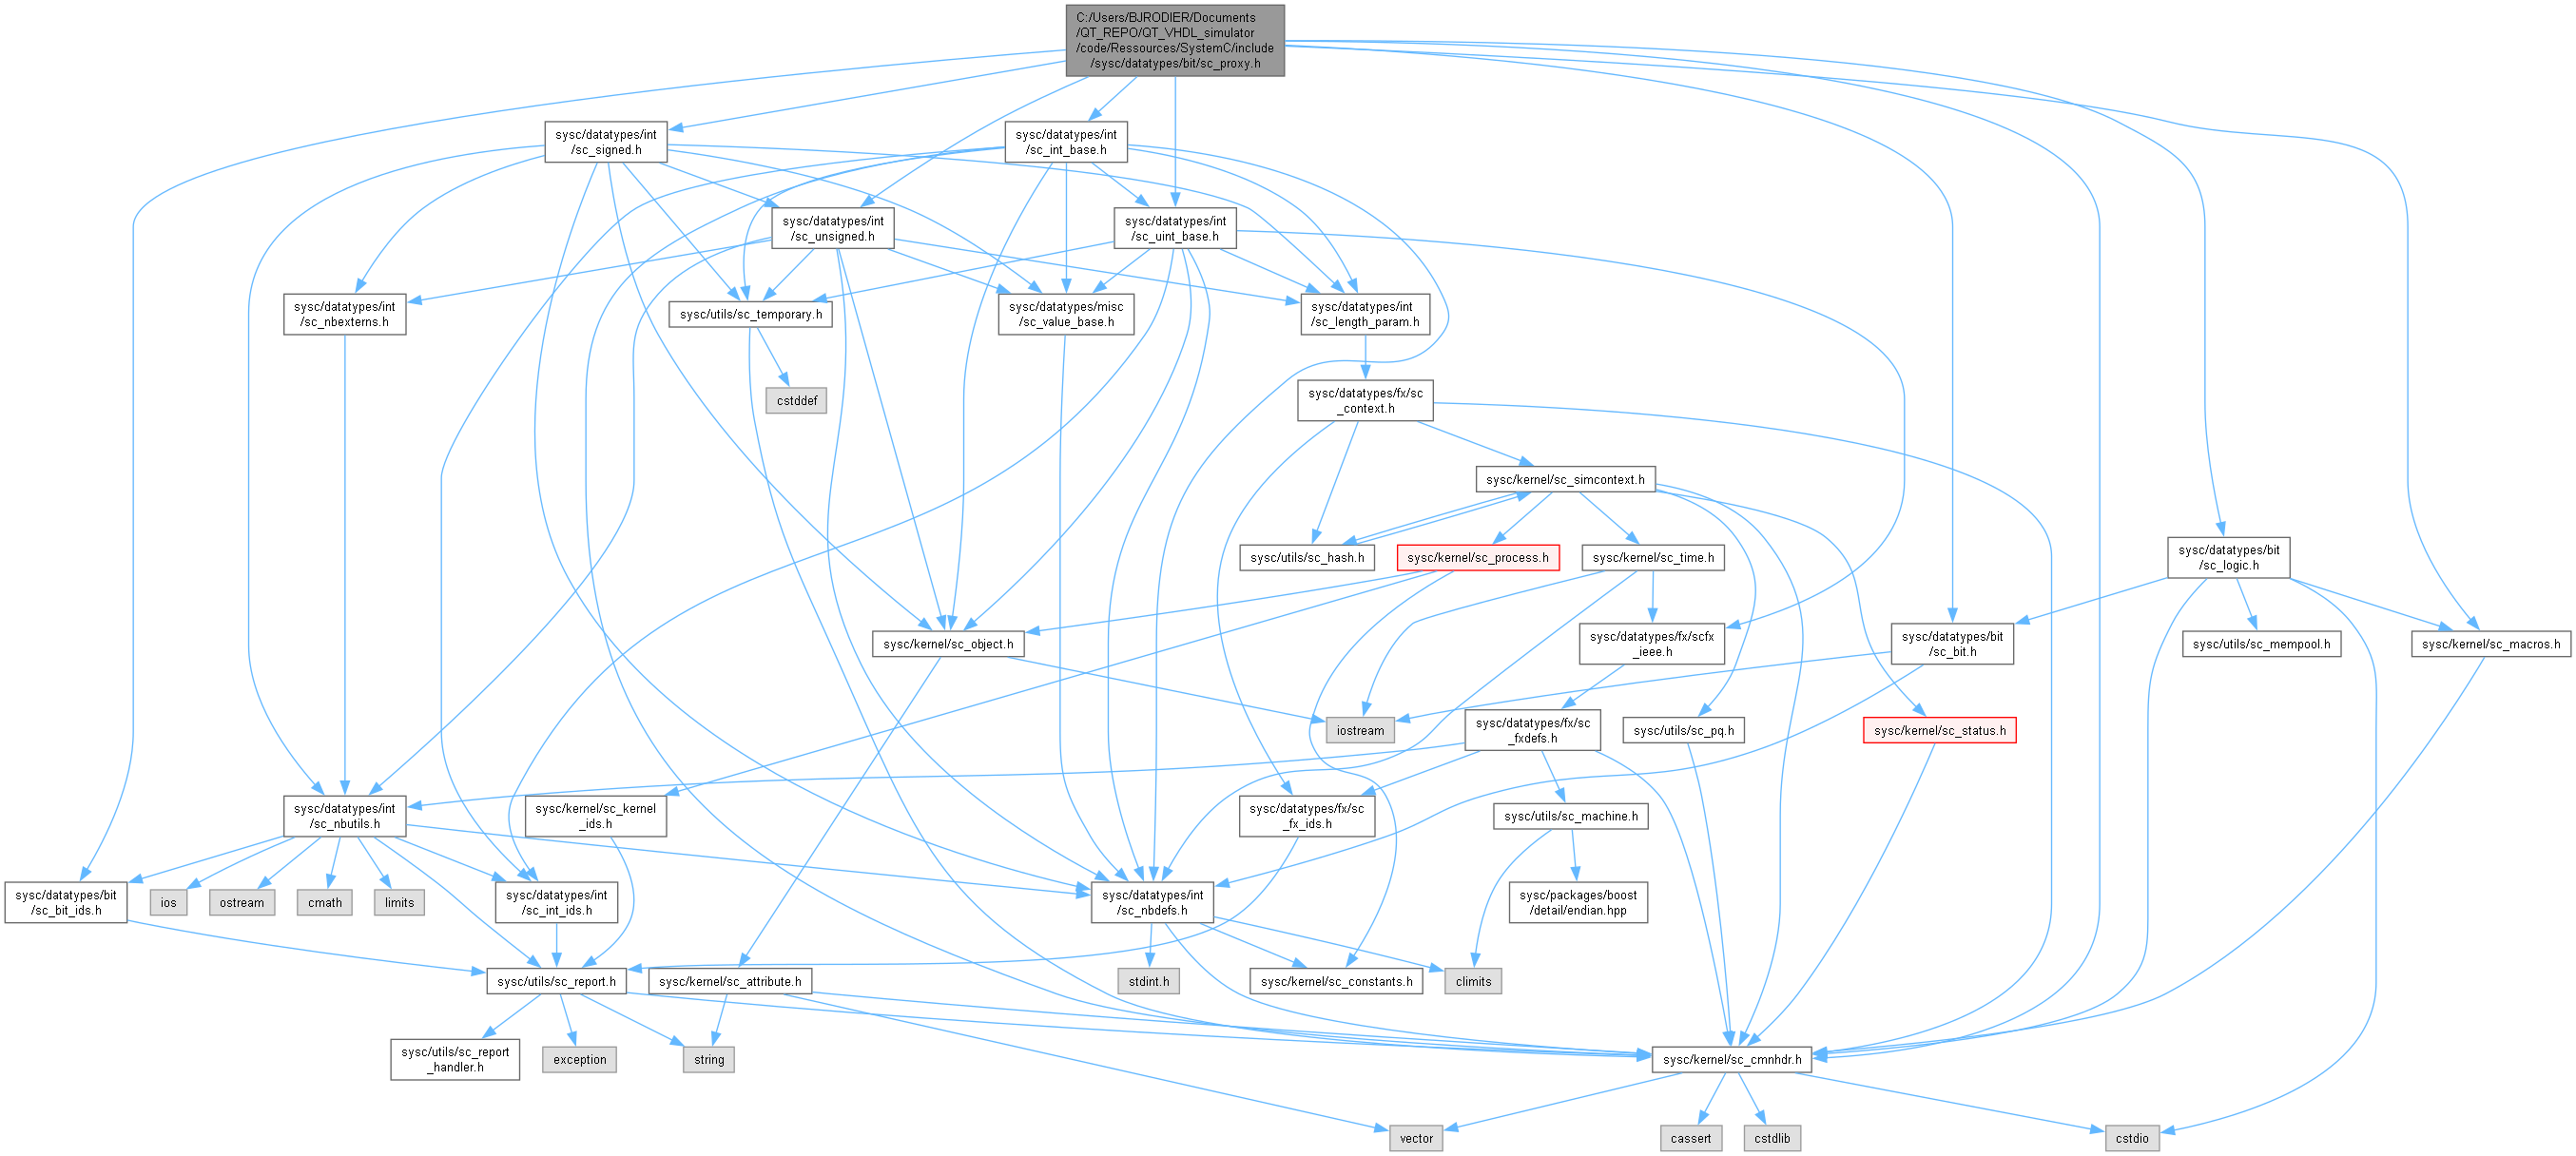 C:/Users/BJRODIER/Documents
/QT_REPO/QT_VHDL_simulator
/code/Ressources/SystemC/include
/sysc/datatypes/bit/sc_proxy.h
sysc/datatypes/int
/sc_signed.h
sysc/datatypes/int
/sc_int_base.h
sysc/datatypes/int
/sc_unsigned.h
sysc/datatypes/int
/sc_uint_base.h
sysc/datatypes/int
/sc_nbexterns.h
sysc/utils/sc_temporary.h
sysc/datatypes/misc
/sc_value_base.h
sysc/datatypes/int
/sc_length_param.h
cstddef
sysc/datatypes/fx/sc
_context.h
sysc/kernel/sc_simcontext.h
sysc/utils/sc_hash.h
sysc/kernel/sc_process.h
sysc/kernel/sc_time.h
sysc/datatypes/bit
/sc_logic.h
sysc/kernel/sc_object.h
sysc/datatypes/fx/scfx
_ieee.h
sysc/datatypes/bit
/sc_bit.h
sysc/utils/sc_mempool.h
sysc/kernel/sc_macros.h
iostream
sysc/datatypes/fx/sc
_fxdefs.h
sysc/utils/sc_pq.h
sysc/kernel/sc_status.h
sysc/datatypes/int
/sc_nbutils.h
sysc/kernel/sc_kernel
_ids.h
sysc/datatypes/fx/sc
_fx_ids.h
sysc/utils/sc_machine.h
sysc/datatypes/bit
/sc_bit_ids.h
ios
ostream
cmath
limits
sysc/datatypes/int
/sc_int_ids.h
sysc/datatypes/int
/sc_nbdefs.h
sysc/packages/boost
/detail/endian.hpp
sysc/utils/sc_report.h
sysc/kernel/sc_attribute.h
stdint.h
sysc/kernel/sc_constants.h
climits
sysc/utils/sc_report
_handler.h
exception
string
sysc/kernel/sc_cmnhdr.h
vector
cassert
cstdlib
cstdio